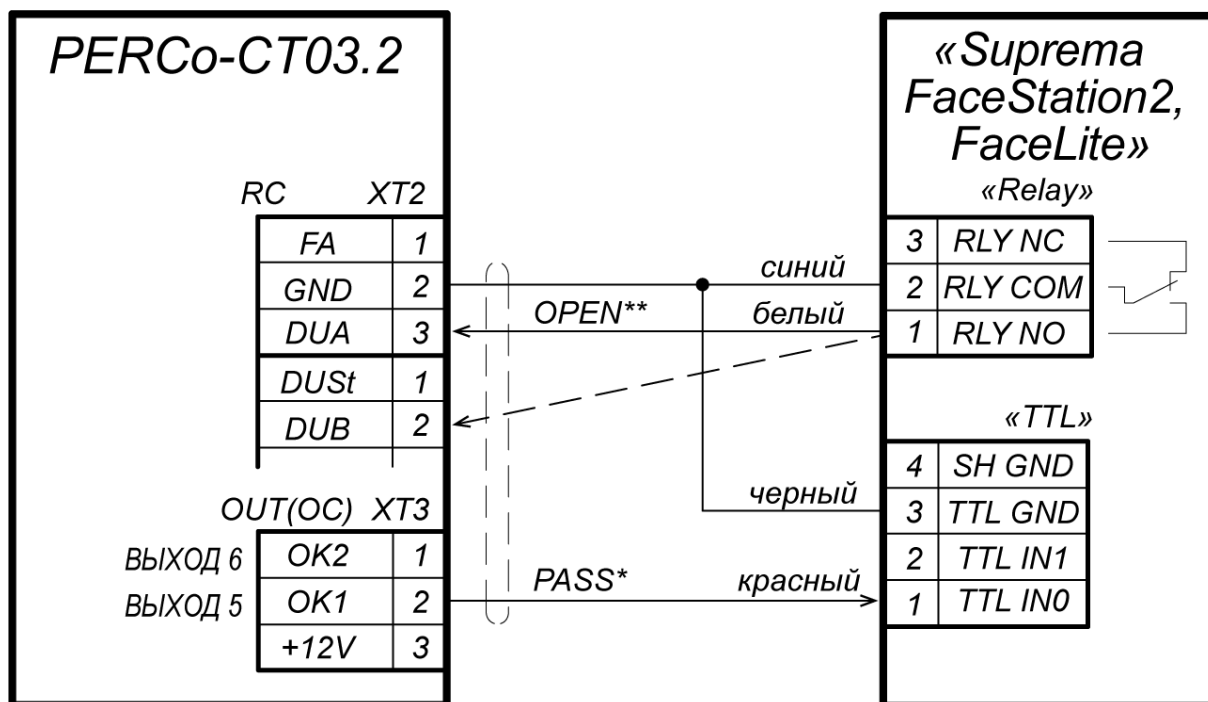 PERCo-CT03.2
RC XT2
FA 1
GND 2
DUA 3
DUSt 1
DUB 2
OUT(OC) XT3
ВЫХОД 6 OK2 1
ВЫХОД 5 OK1 2
+12V 3
синий
OPEN** белый
черный
PASS* красный
«Suprema
FaceStation2,
FaceLite»
«Relay»
3 RLY NC
2 RLY COM
1 RLY NO
«TTL»
4 SH GND
3 TTL GND
2 TTL IN1
1 TTL IN0